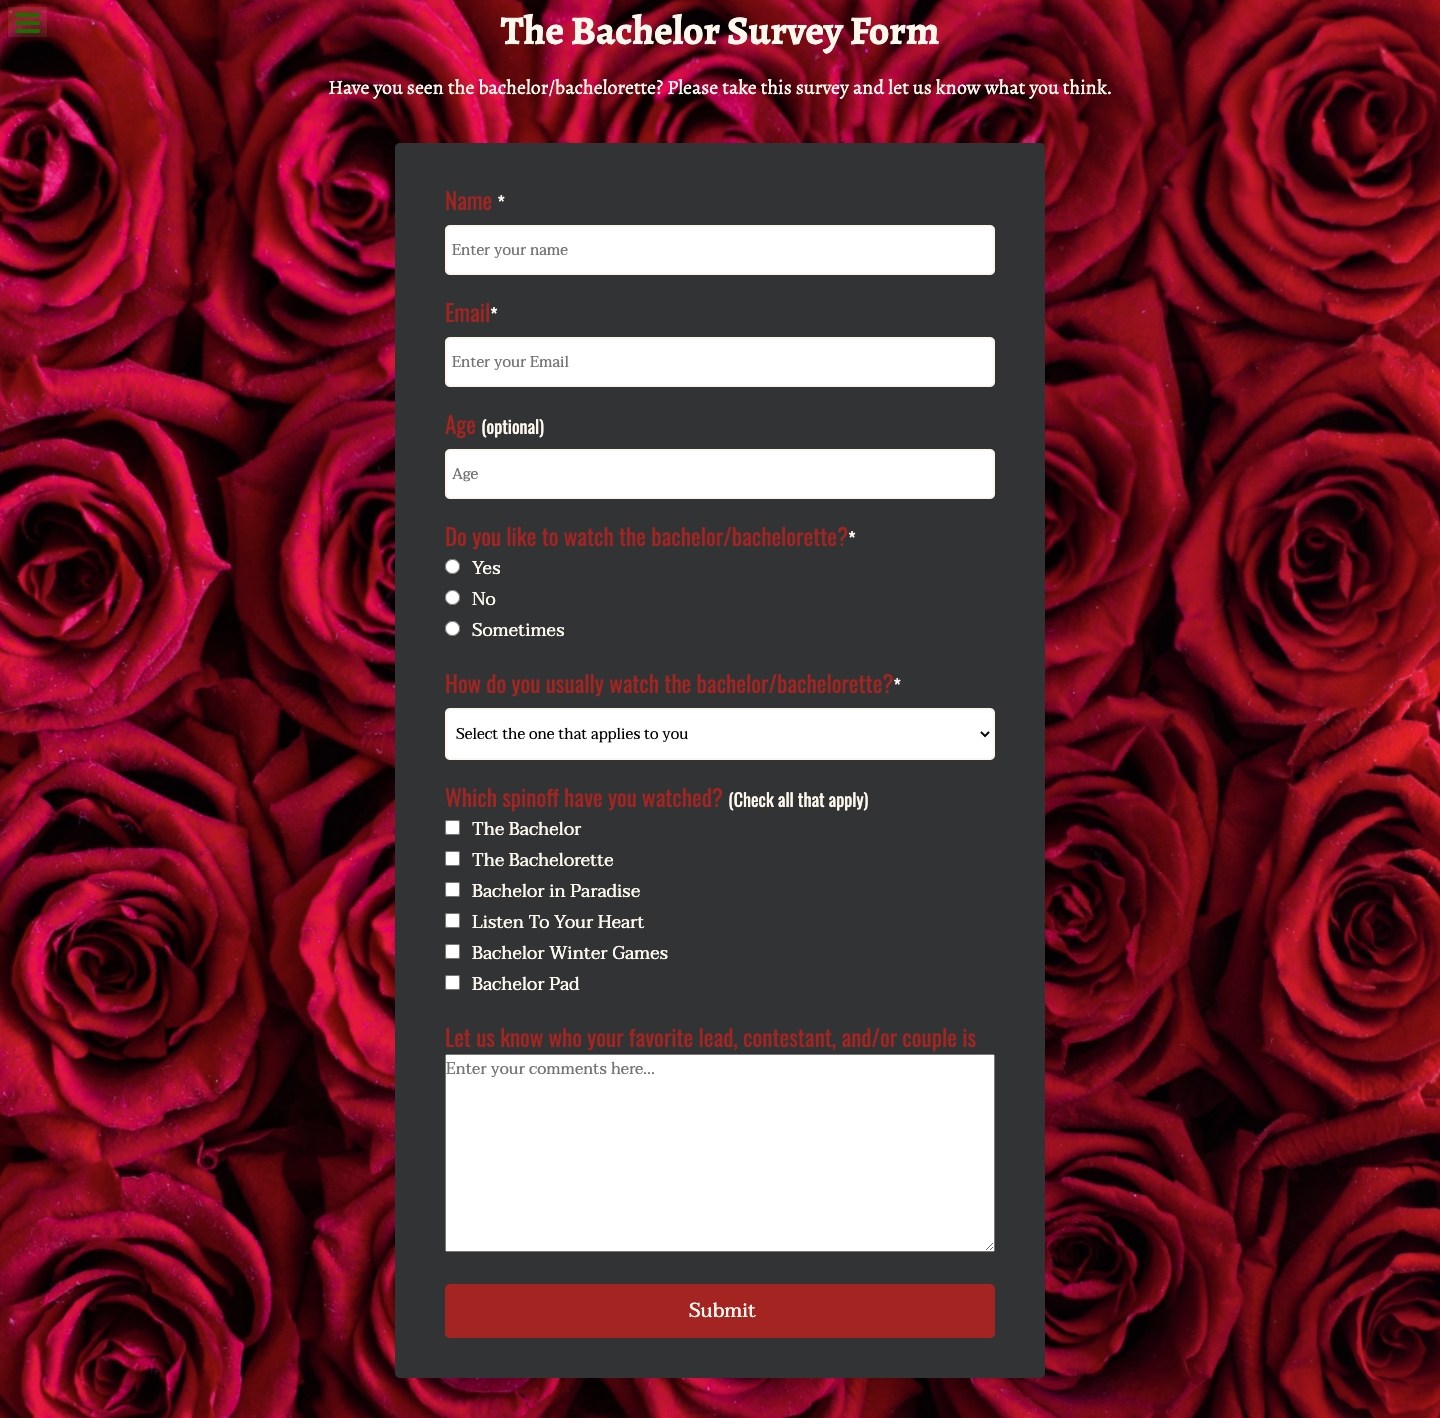 The Bachelor Survey Form
Have you seen the bachelor/bachelorette? Please take this survey and let us know what you think.
Name *
Enter your name
Email*
Enter your Email
Age (optional)
Age
Do you like to watch the bachelor/bachelorette?*
Yes
No
Sometimes
How do you usually watch the bachelor/bachelorette?*
Select the one that applies to you
Which spinoff have you watched? (Check all that apply)
The Bachelor
The Bachelorette
Bachelor in Paradise
Listen To Your Heart
Bachelor Winter Games
Bachelor Pad
Let us know who your favorite lead, contestant, and/or couple is
Enter your comments here...
Submit